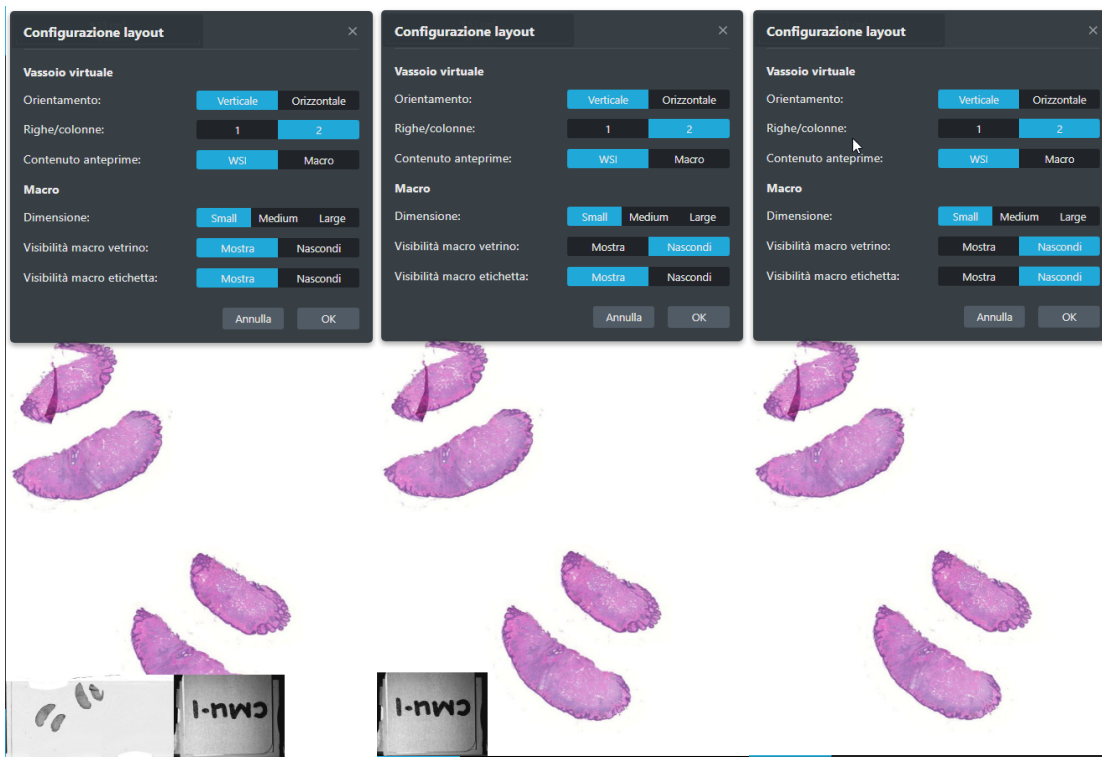 Configurazione layout
Vassoio virtuale
Orientamento: Verticale Orizzontale
Righe/colonne: 1 2
Contenuto anteprime: WSI Macro
Macro
Dimensione: Small Medium Large
Visibilità macro vetrino: Mostra Nascondi
Visibilità macro etichetta: Mostra Nascondi
Annulla OK
CMU-1
Configurazione layout
Vassoio virtuale
Orientamento: Verticale Orizzontale
Righe/colonne: 1 2
Contenuto anteprime: WSI Macro
Macro
Dimensione: Small Medium Large
Visibilità macro vetrino: Mostra Nascondi
Visibilità macro etichetta: Mostra Nascondi
Annulla OK
CMU-1
Configurazione layout
Vassoio virtuale
Orientamento: Verticale Orizzontale
Righe/colonne: 1 2
Contenuto anteprime: WSI Macro
Macro
Dimensione: Small Medium Large
Visibilità macro vetrino: Mostra Nascondi
Visibilità macro etichetta: Mostra Nascondi
Annulla OK